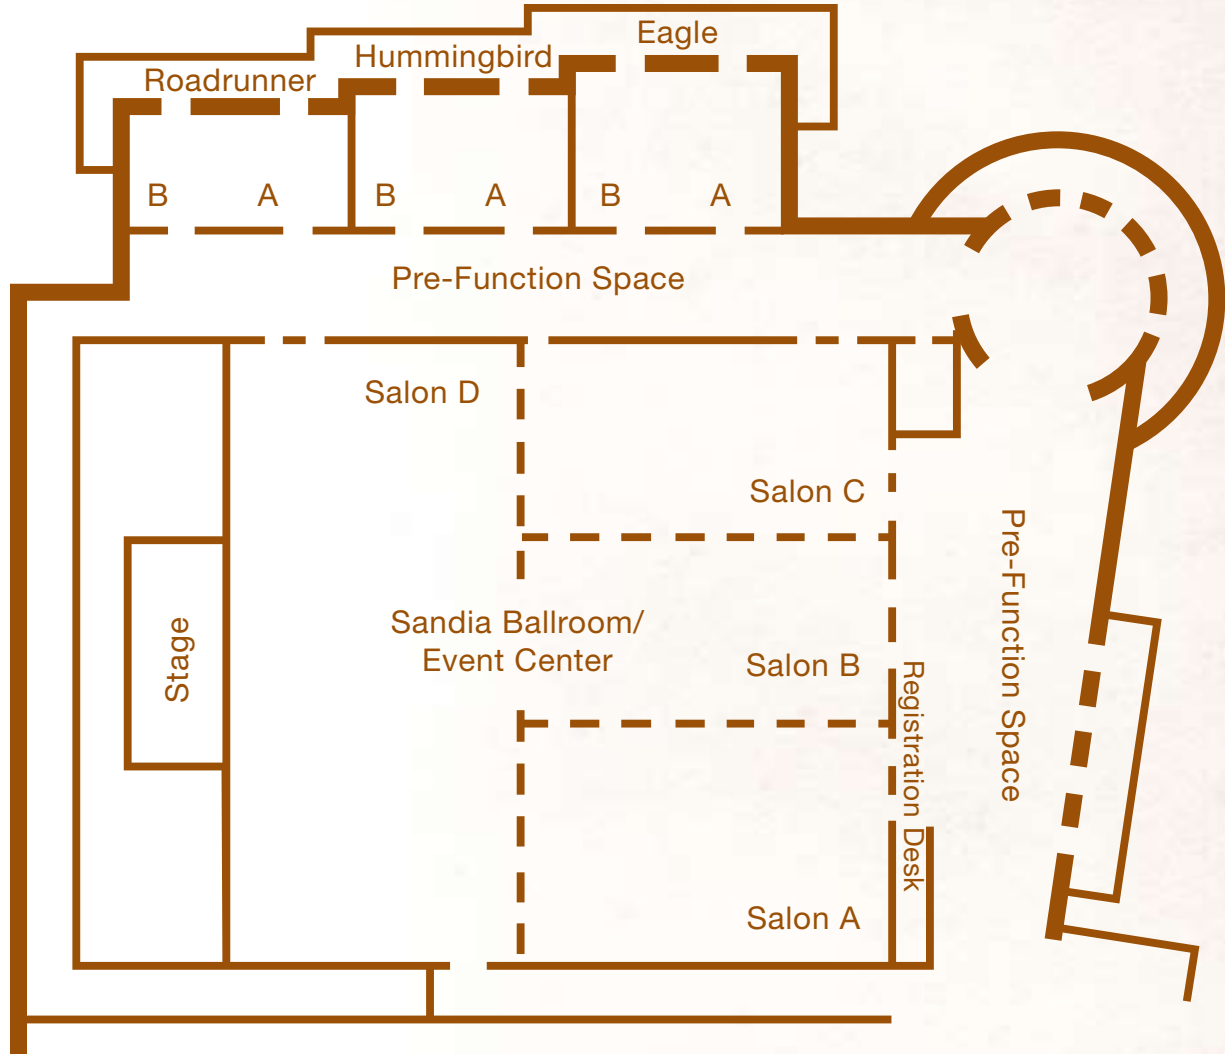 Eagle
Hummingbird
Roadrunner
B A B A B A
Pre-Function Space
Salon D
Salon C
Pre-Function Space
Sandia Ballroom/
Event Center
Stage
Salon B
Registration Desk
Salon A